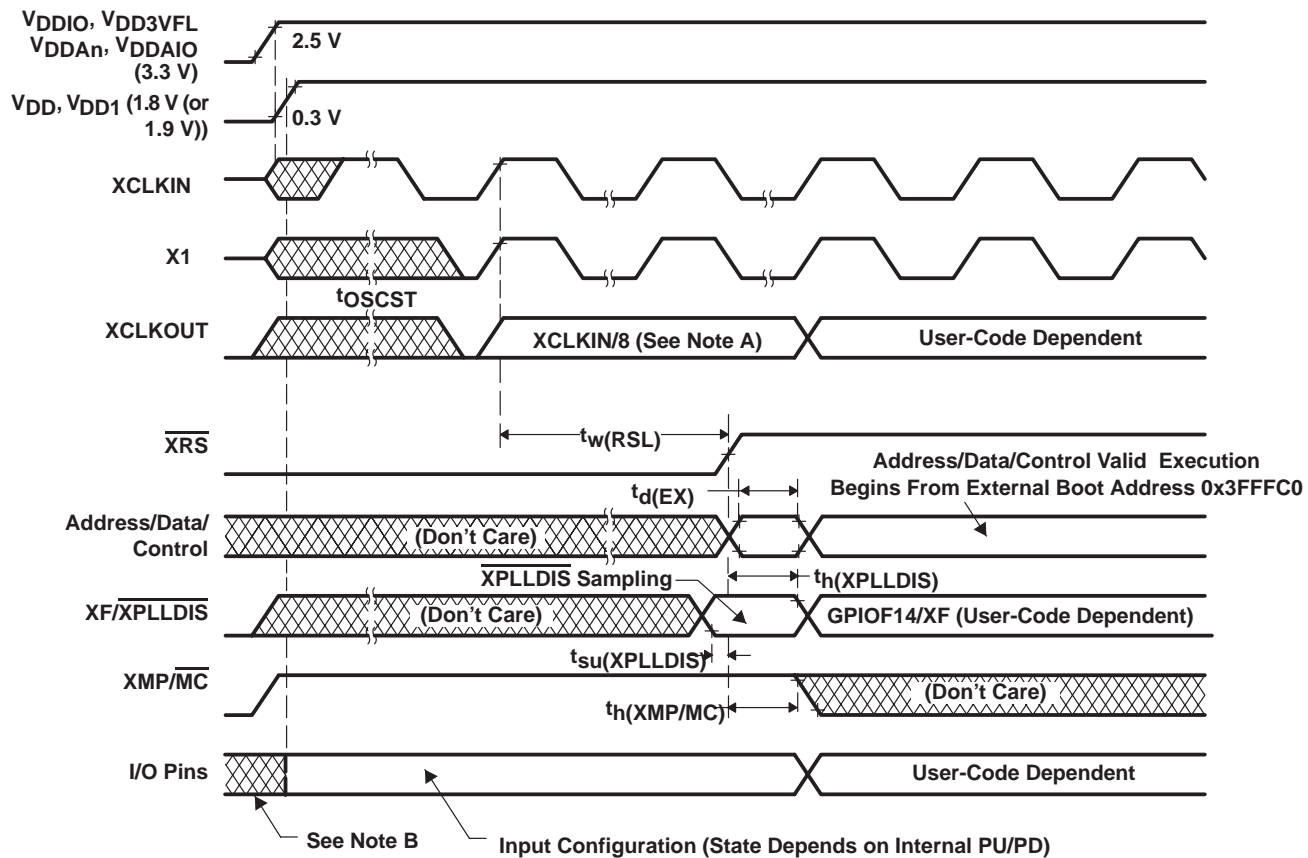 VDDIO, VDD3VFL
VDDAn, VDDAIO
(3.3 V)
2.5 V
VDD, VDD1 (1.8 V (or
1.9 V))
0.3 V
XCLKIN
X1
tOSCST
XCLKOUT
XCLKIN/8 (See Note A)
User-Code Dependent
XRS
tw(RSL)
Address/Data/Control Valid Execution
Begins From External Boot Address 0x3FFFC0
td(EX)
Address/Data/
Control
(Don't Care)
XPLLDIS Sampling
th(XPLLDIS)
XF/XPLLDIS
(Don't Care)
GPIOF14/XF (User-Code Dependent)
tsu(XPLLDIS)
XMP/MC
(Don't Care)
th(XMP/MC)
I/O Pins
User-Code Dependent
See Note B
Input Configuration (State Depends on Internal PU/PD)